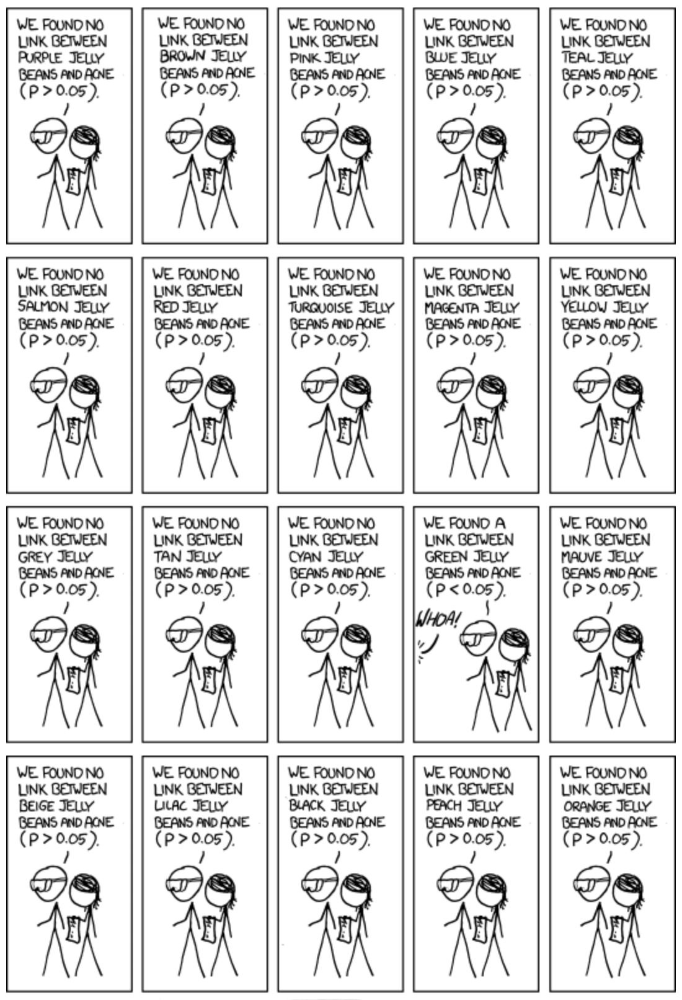 WE FOUND NO
LINK BETWEEN
PURPLE JELLY
BEANS AND ACNE
(P > 0.05).
WE FOUND NO
LINK BETWEEN
BROWN JELLY
BEANS AND ACNE
(P > 0.05).
WE FOUND NO
LINK BETWEEN
PINK JELLY
BEANS AND ACNE
(P > 0.05).
WE FOUND NO
LINK BETWEEN
BLUE JELLY
BEANS AND ACNE
(P > 0.05).
WE FOUND NO
LINK BETWEEN
TEAL JELLY
BEANS AND ACNE
(P > 0.05).
WE FOUND NO
LINK BETWEEN
SALMON JELLY
BEANS AND ACNE
(P > 0.05).
WE FOUND NO
LINK BETWEEN
RED JELLY
BEANS AND ACNE
(P > 0.05).
WE FOUND NO
LINK BETWEEN
TURQUOISE JELLY
BEANS AND ACNE
(P > 0.05).
WE FOUND NO
LINK BETWEEN
MAGENTA JELLY
BEANS AND ACNE
(P > 0.05).
WE FOUND NO
LINK BETWEEN
YELLOW JELLY
BEANS AND ACNE
(P > 0.05).
WE FOUND NO
LINK BETWEEN
GREY JELLY
BEANS AND ACNE
(P > 0.05).
WE FOUND NO
LINK BETWEEN
TAN JELLY
BEANS AND ACNE
(P > 0.05).
WE FOUND NO
LINK BETWEEN
CYAN JELLY
BEANS AND ACNE
(P > 0.05).
WE FOUND A
LINK BETWEEN
GREEN JELLY
BEANS AND ACNE
(P < 0.05).
WHOA!
WE FOUND NO
LINK BETWEEN
MAUVE JELLY
BEANS AND ACNE
(P > 0.05).
WE FOUND NO
LINK BETWEEN
BEIGE JELLY
BEANS AND ACNE
(P > 0.05).
WE FOUND NO
LINK BETWEEN
LILAC JELLY
BEANS AND ACNE
(P > 0.05).
WE FOUND NO
LINK BETWEEN
BLACK JELLY
BEANS AND ACNE
(P > 0.05).
WE FOUND NO
LINK BETWEEN
PEACH JELLY
BEANS AND ACNE
(P > 0.05).
WE FOUND NO
LINK BETWEEN
ORANGE JELLY
BEANS AND ACNE
(P > 0.05).